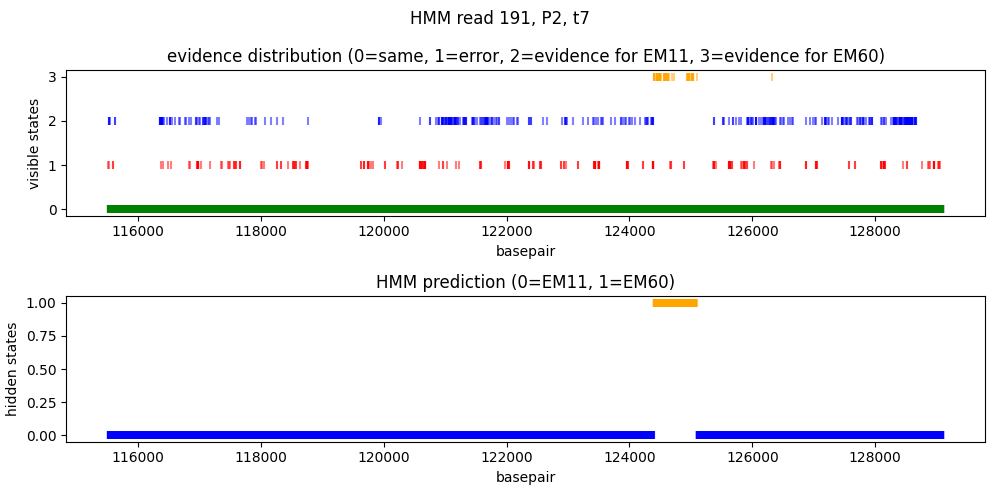 HMM read 191, P2, t7
evidence distribution (0=same, 1=error, 2=evidence for EM11, 3=evidence for EM60)
visible states
3
2
1
0
116000 118000 120000 122000 124000 126000 128000
basepair
HMM prediction (0=EM11, 1=EM60)
hidden states
1.00
0.75
0.50
0.25
0.00
116000 118000 120000 122000 124000 126000 128000
basepair